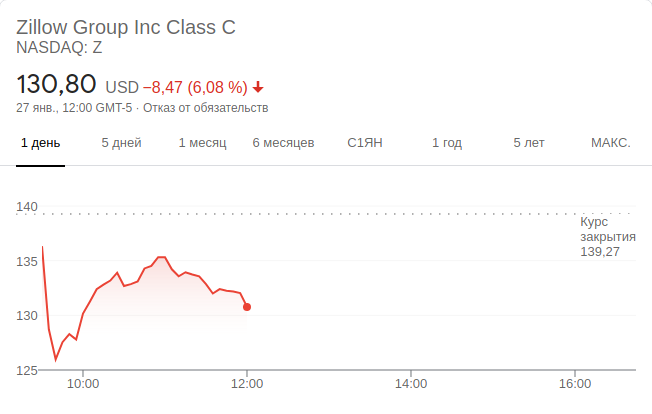 Zillow Group Inc Class C
NASDAQ: Z
130,80 USD −8,47 (6,08 %)
27 янв., 12:00 GMT-5 · Отказ от обязательств
1 день 5 дней 1 месяц 6 месяцев С1ЯН 1 год 5 лет МАКС.
140
Курс
закрытия
139,27
135
130
125
10:00 12:00 14:00 16:00